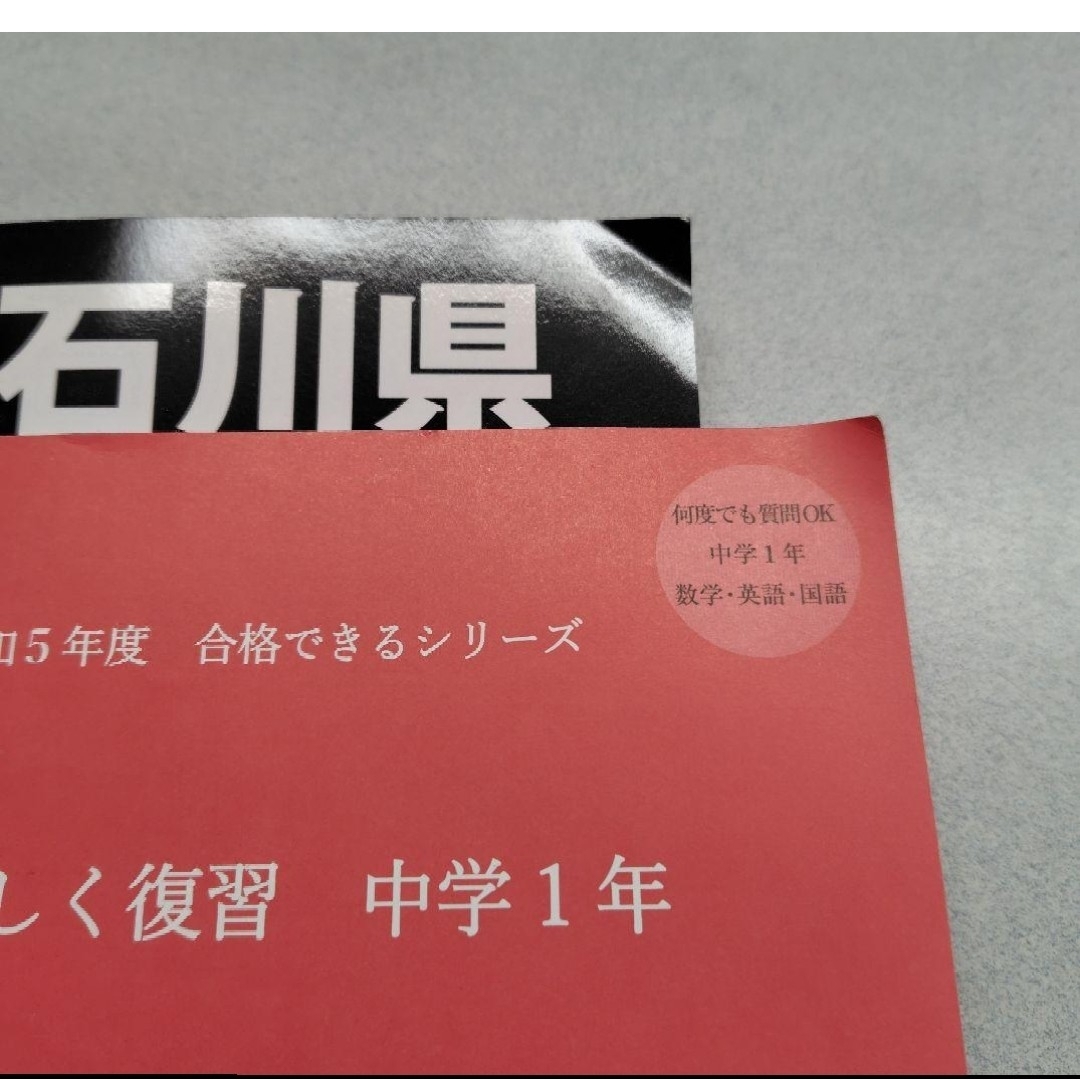 石川県
何度でも質問OK
中学1年
数学・英語・国語
5年度 合格できるシリーズ
しく復習 中学1年